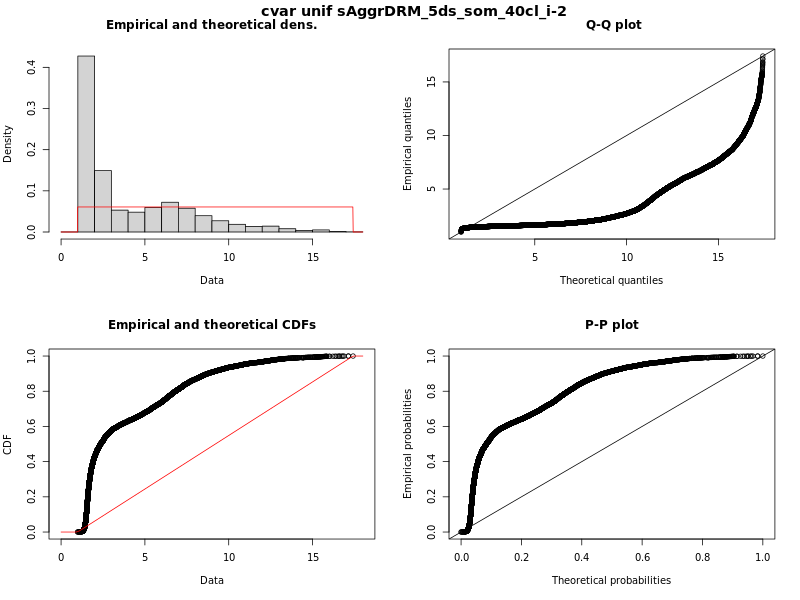 cvar unif sAggrDRM_5ds_som_40cl_i-2
Empirical and theoretical dens.
Density
0.0 0.1 0.2 0.3 0.4
0 5 10 15
Data
Q-Q plot
Empirical quantiles
5 10 15
5 10 15
Theoretical quantiles
Empirical and theoretical CDFs
CDF
0.0 0.2 0.4 0.6 0.8 1.0
0 5 10 15
Data
P-P plot
Empirical probabilities
0.0 0.2 0.4 0.6 0.8 1.0
0.0 0.2 0.4 0.6 0.8 1.0
Theoretical probabilities